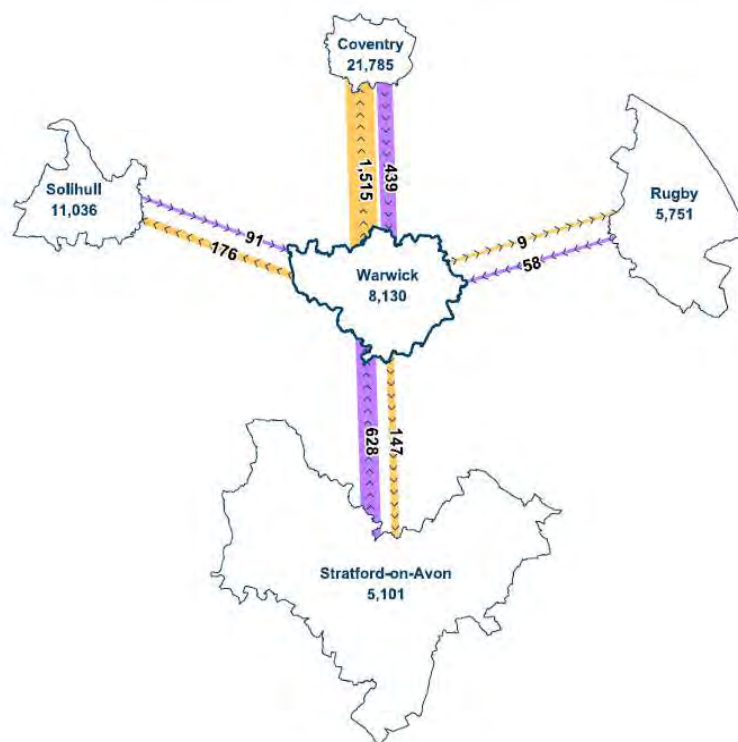 Coventry
21,785
1,515
439
Solihull
11,036
91
176
Rugby
5,751
9
58
Warwick
8,130
628
147
Stratford-on-Avon
5,101